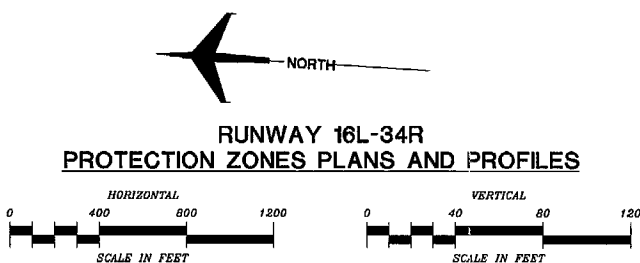 NORTH
RUNWAY 16L-34R
PROTECTION ZONES PLANS AND PROFILES
HORIZONTAL
0 400 800 1200
SCALE IN FEET
VERTICAL
0 40 80 120
SCALE IN FEET